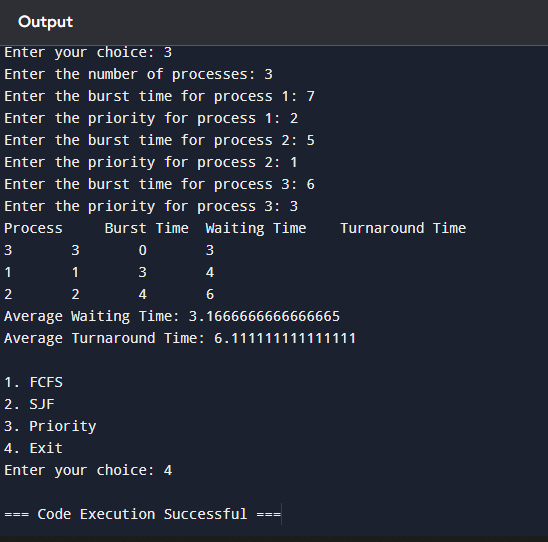 Output
Enter your choice: 3
Enter the number of processes: 3
Enter the burst time for process 1: 7
Enter the priority for process 1: 2
Enter the burst time for process 2: 5
Enter the priority for process 2: 1
Enter the burst time for process 3: 6
Enter the priority for process 3: 3
Process Burst Time Waiting Time Turnaround Time
3 3 0 3
1 1 3 4
2 2 4 6
Average Waiting Time: 3.1666666666666665
Average Turnaround Time: 6.111111111111111
1. FCFS
2. SJF
3. Priority
4. Exit
Enter your choice: 4
=== Code Execution Successful ===